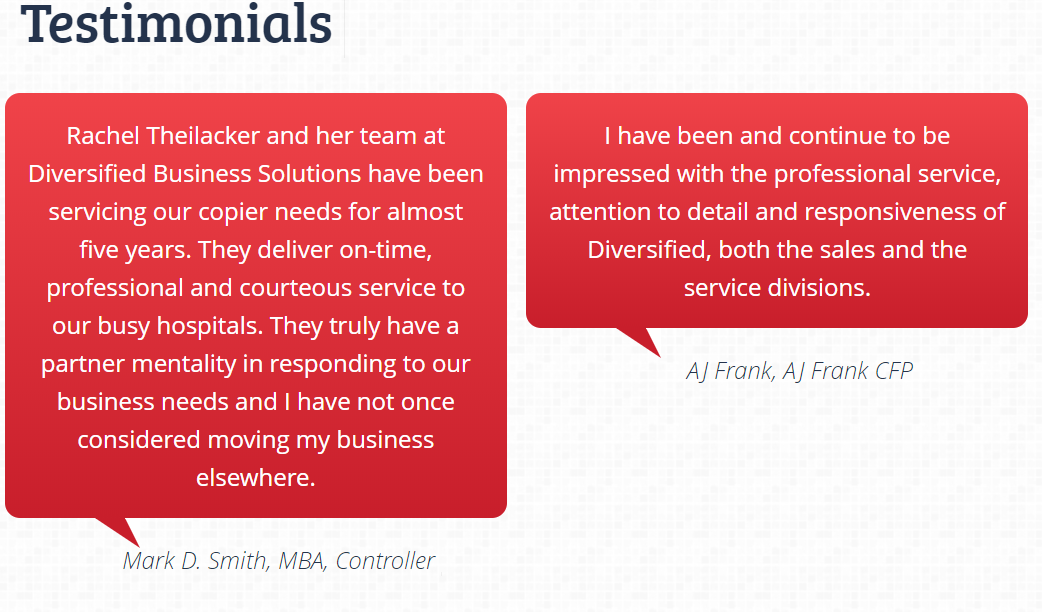 Testimonials
Rachel Theilacker and her team at
Diversified Business Solutions have been
servicing our copier needs for almost
five years. They deliver on-time,
professional and courteous service to
our busy hospitals. They truly have a
partner mentality in responding to our
business needs and I have not once
considered moving my business
elsewhere.
Mark D. Smith, MBA, Controller
I have been and continue to be
impressed with the professional service,
attention to detail and responsiveness of
Diversified, both the sales and the
service divisions.
AJ Frank, AJ Frank CFP